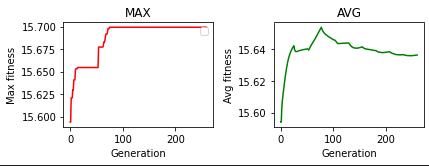 MAX
Max fitness
15.700
15.675
15.650
15.625
15.600
0
100
200
Generation
AVG
Avg fitness
15.64
15.62
15.60
0
100
200
Generation